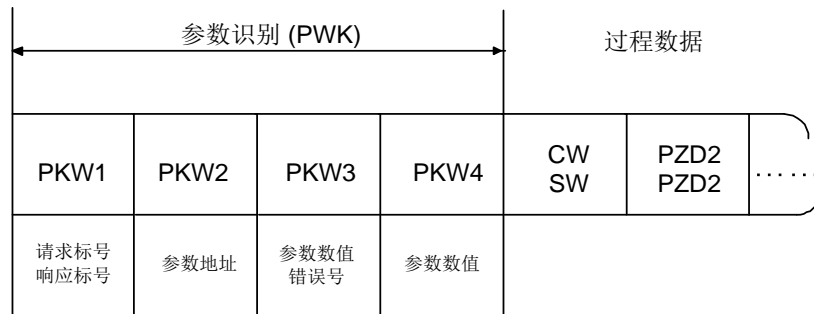 参数识别 (PWK)
过程数据
PKW1
PKW2
PKW3
PKW4
CW
SW
PZD2
PZD2
······
请求标号
响应标号
参数地址
参数数值
错误号
参数数值